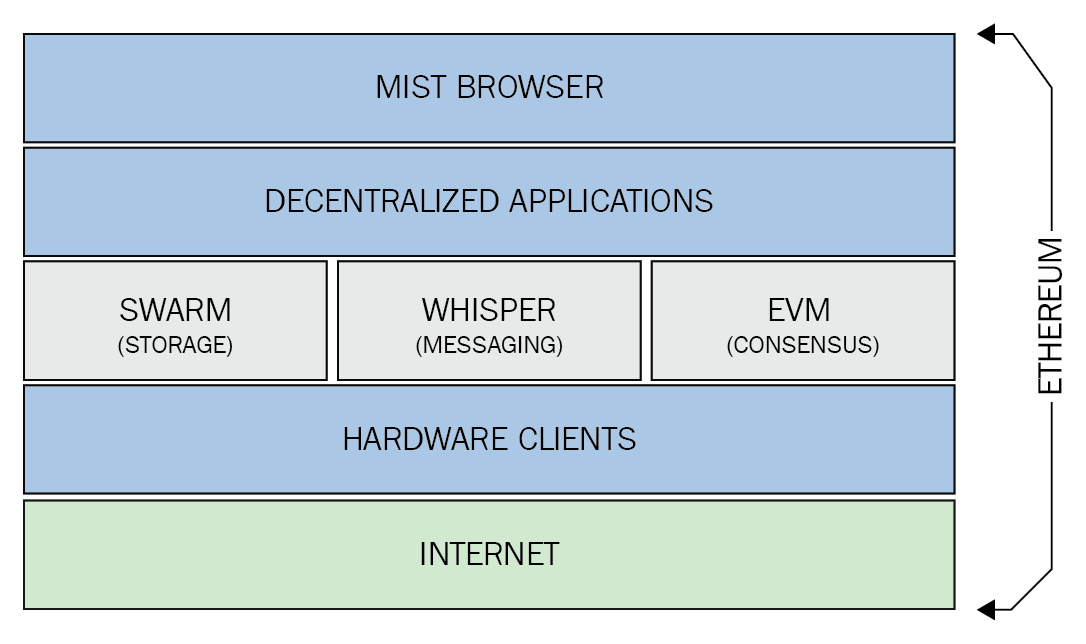 MIST BROWSER
DECENTRALIZED APPLICATIONS
SWARM
(STORAGE)
WHISPER
(MESSAGING)
EVM
(CONSENSUS)
HARDWARE CLIENTS
INTERNET
ETHEREUM